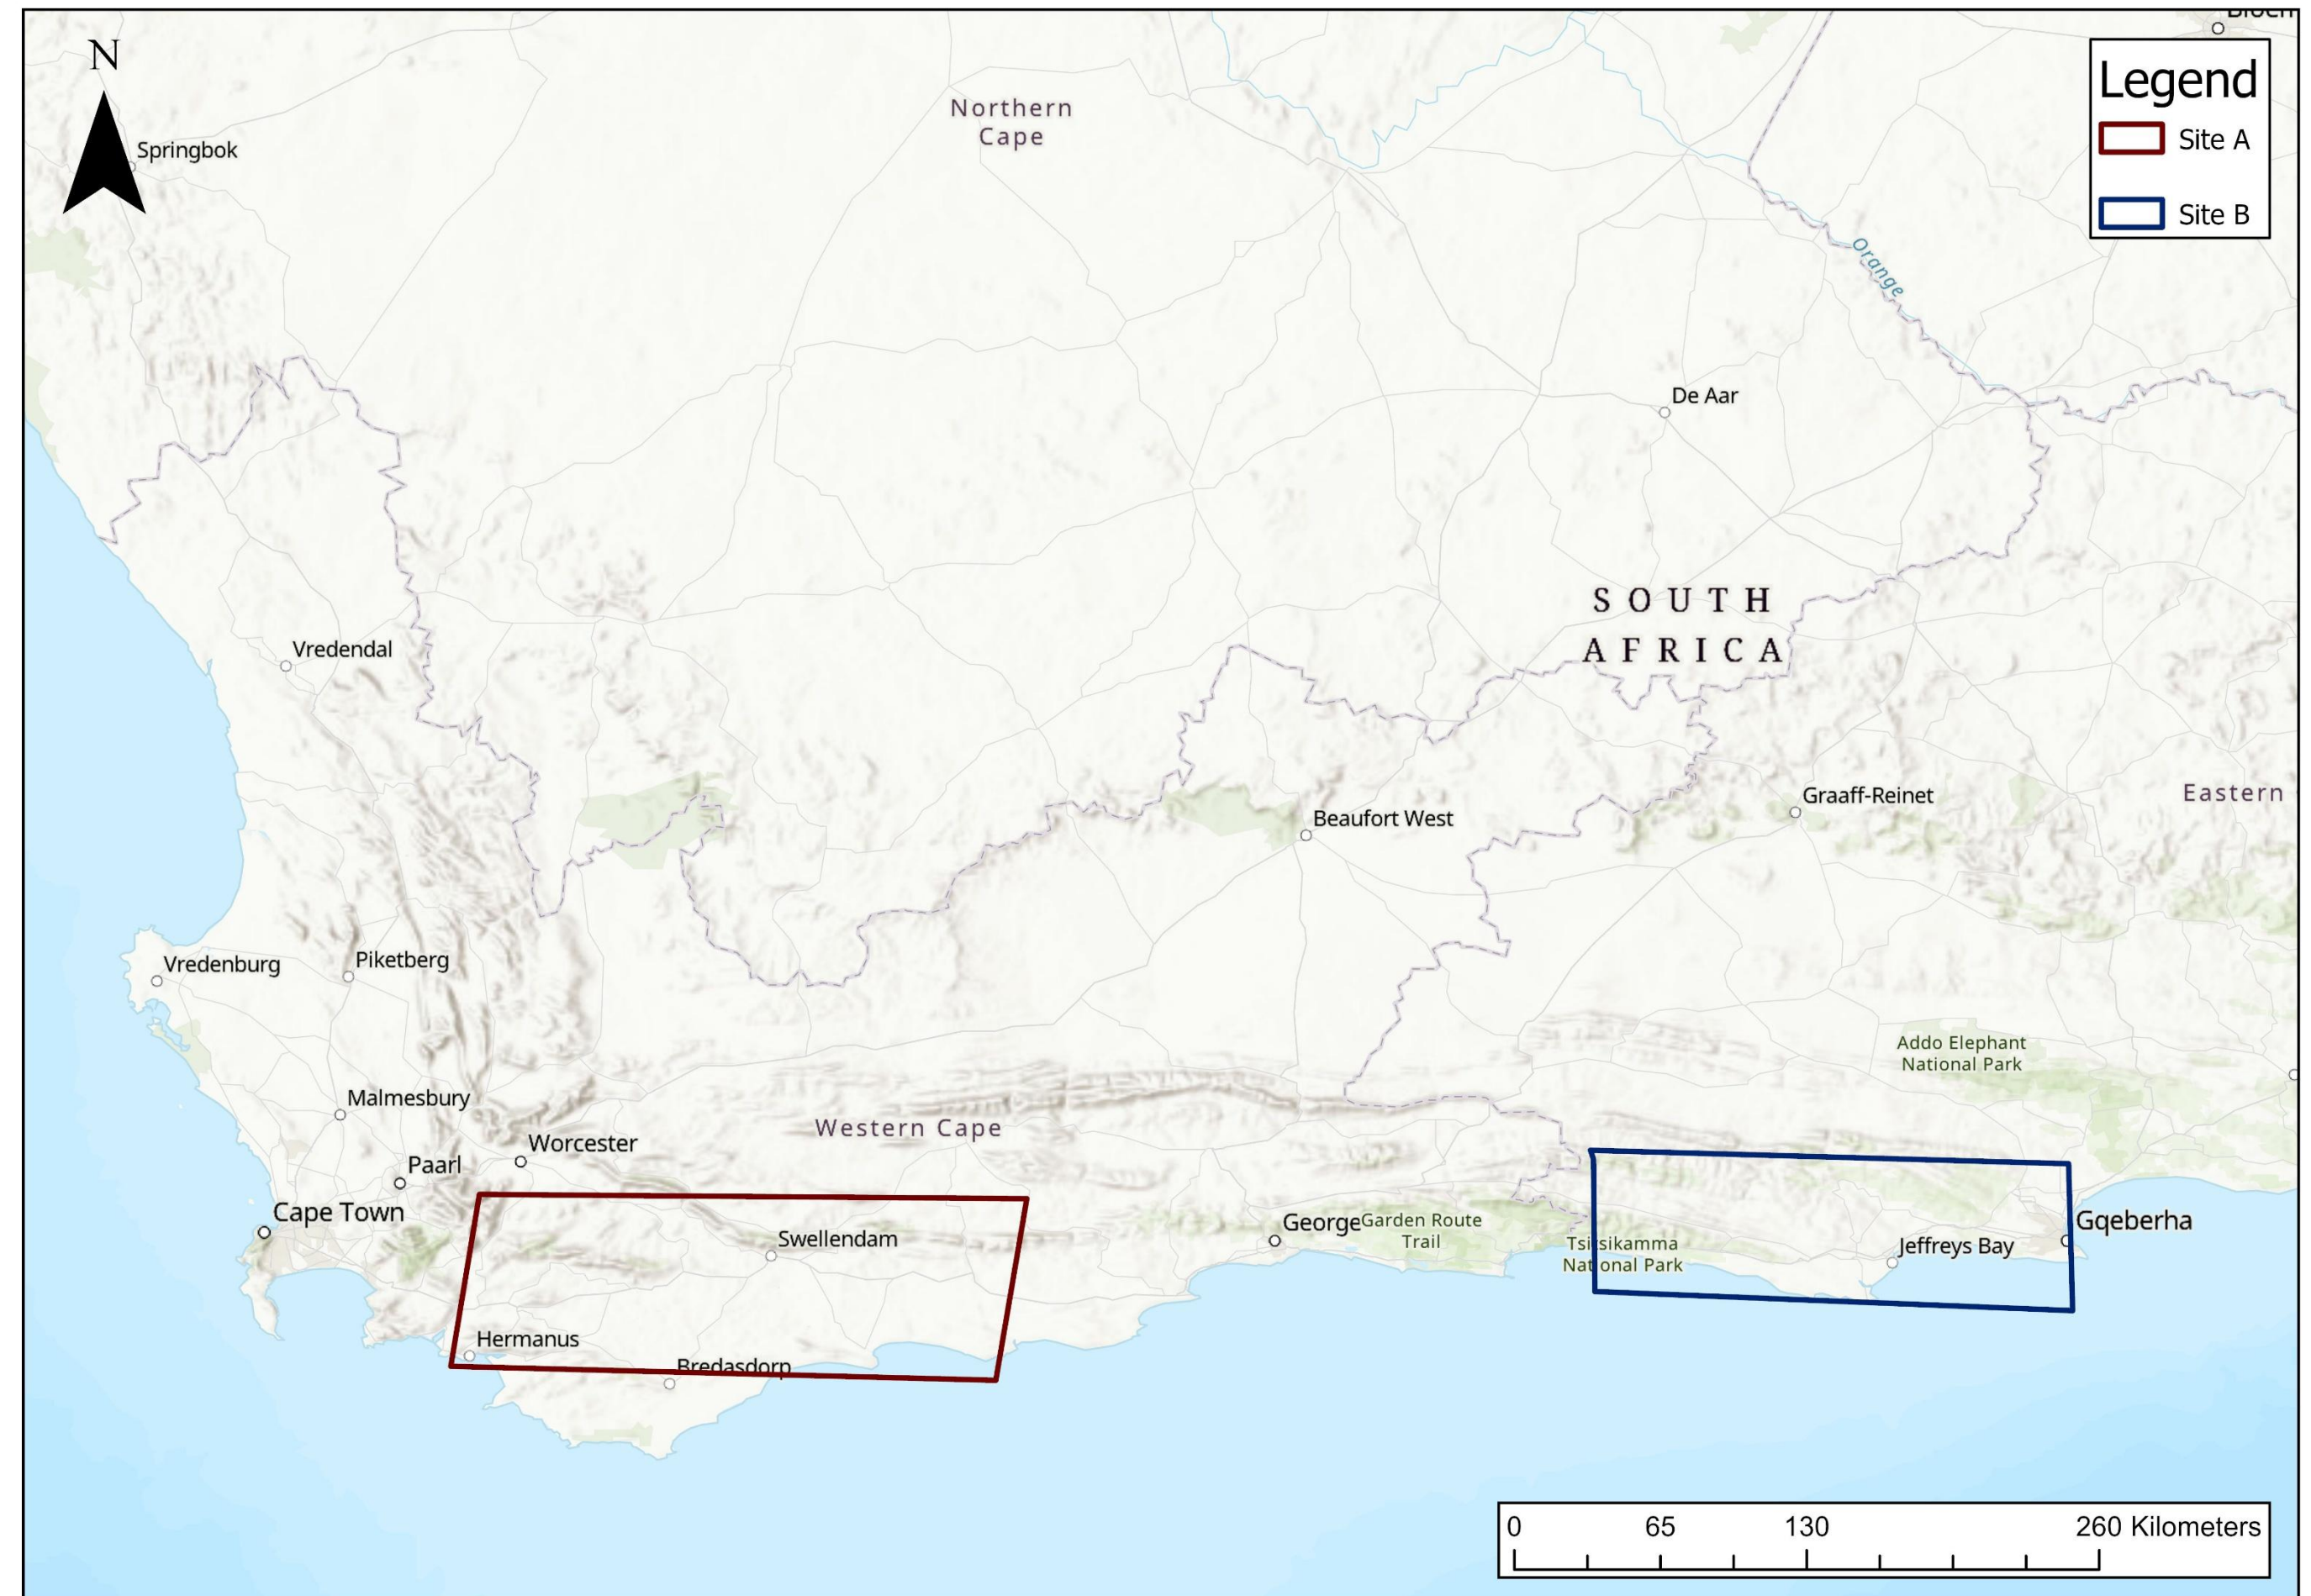 N
Legend
Site A
Site B
Springbok
Northern
Cape
Orange
De Aar
SOUTH
AFRICA
Vredendal
Eastern
Graaff-Reinet
Beaufort West
Vredenburg
Piketberg
Addo Elephant
National Park
Malmesbury
Western Cape
Worcester
Paarl
Cape Town
George
Garden Route
Trail
Gqeberha
Swellendam
Tsitsikamma
National Park
Jeffreys Bay
Hermanus
Bredasdorp
0 65 130 260 Kilometers